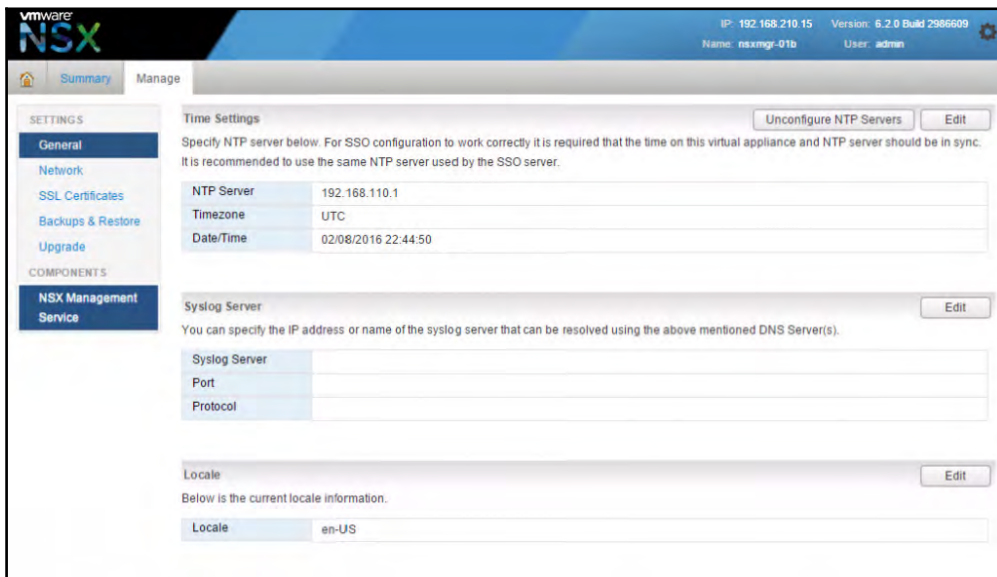 vmware
NSX
IP: 192.168.210.15 Version: 6.2.0 Build 2986609
Name: nsxmgr-01b User: admin
Summary Manage
SETTINGS
General
Network
SSL Certificates
Backups & Restore
Upgrade
COMPONENTS
NSX Management
Service
Time Settings Unconfigure NTP Servers Edit
Specify NTP server below. For SSO configuration to work correctly it is required that the time on this virtual appliance and NTP server should be in sync.
It is recommended to use the same NTP server used by the SSO server.
NTP Server 192.168.110.1
Timezone UTC
Date/Time 02/08/2016 22:44:50
Syslog Server Edit
You can specify the IP address or name of the syslog server that can be resolved using the above mentioned DNS Server(s).
Syslog Server
Port
Protocol
Locale Edit
Below is the current locale information.
Locale en-US